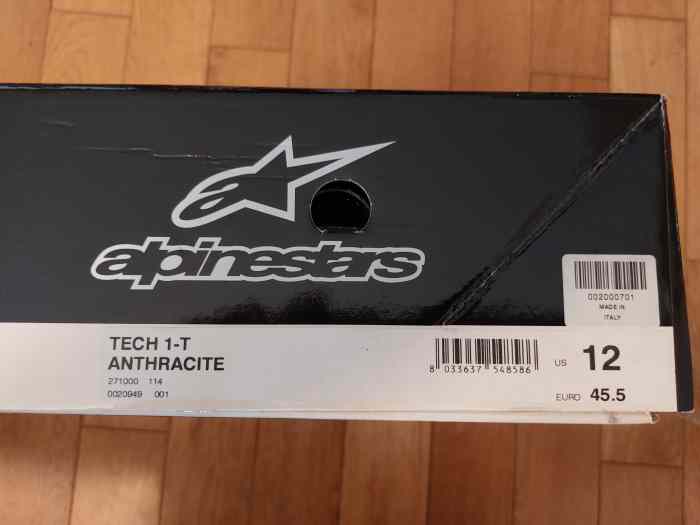 alpinestars
002000701
MADE IN
ITALY
TECH 1-T
ANTHRACITE
271000 114
0020949 001
8 033637 548586
US 12
EURO 45.5